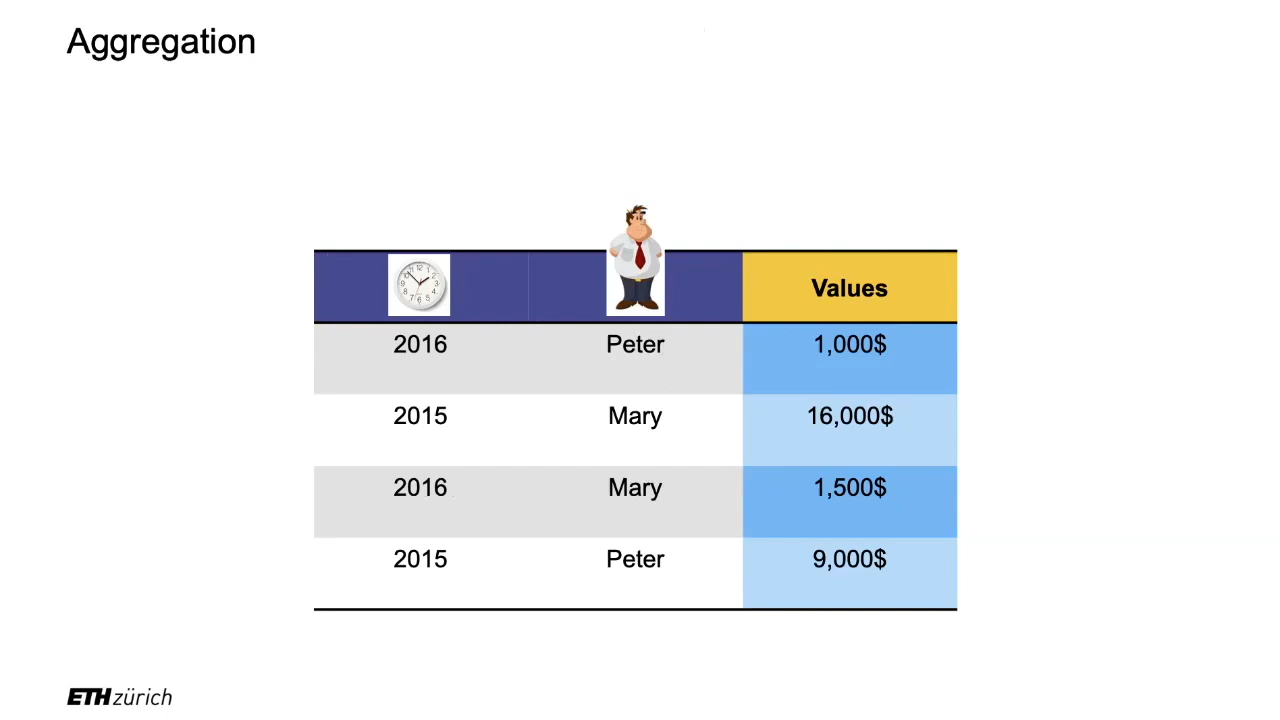 Aggregation
Values
2016 Peter 1,000$
2015 Mary 16,000$
2016 Mary 1,500$
2015 Peter 9,000$
ETH zürich